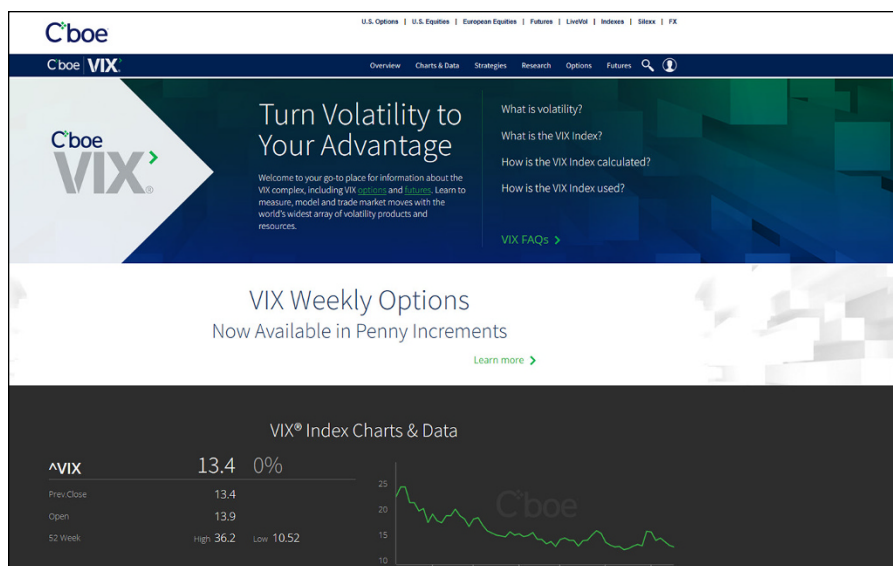 Cboe
U.S. Options | U.S. Equities | European Equities | Futures | LiveVol | Indexes | Silexx | FX
Cboe VIX
Overview Charts & Data Strategies Research Options Futures
Cboe
VIX®
Turn Volatility to
Your Advantage
Welcome to your go-to place for information about the
VIX complex, including VIX options and futures. Learn to
measure, model and trade market moves with the
world's widest array of volatility products and
resources.
What is volatility?
What is the VIX Index?
How is the VIX Index calculated?
How is the VIX Index used?
VIX FAQs
VIX Weekly Options
Now Available in Penny Increments
Learn more
VIX® Index Charts & Data
^VIX 13.4 0%
Prev Close 13.4
Open 13.9
52 Week High 36.2 Low 10.52
25
20
15
10
Cboe